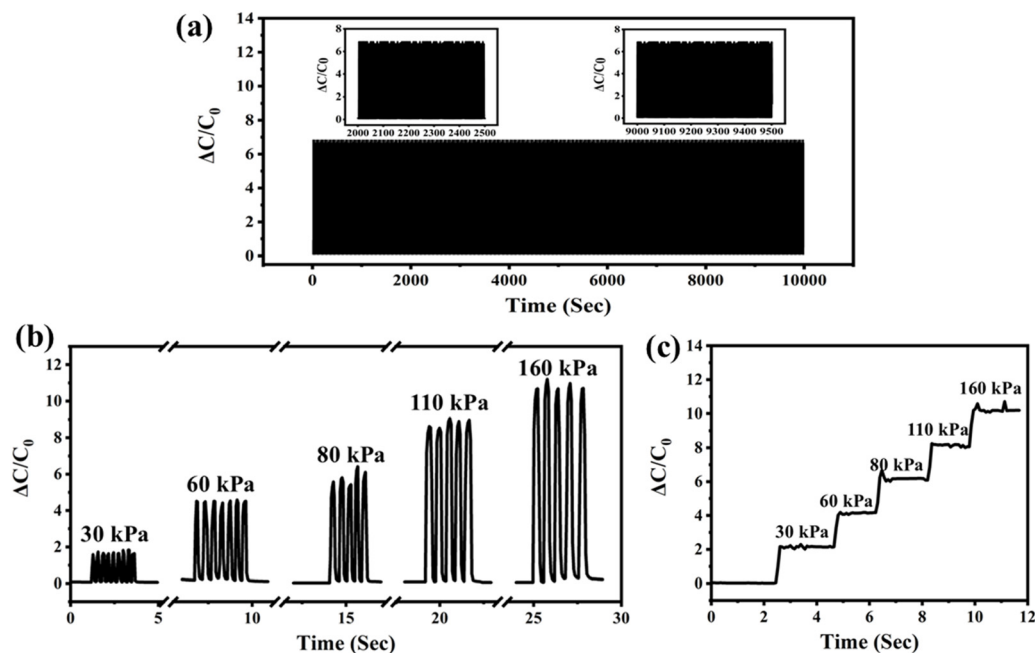 (a)
14
12
10
8
6
4
2
0
ΔC/C₀
0 2000 4000 6000 8000 10000
Time (Sec)
8
6
4
2
0
ΔC/C0
2000 2100 2200 2300 2400 2500
8
6
4
2
0
ΔC/C0
9000 9100 9200 9300 9400 9500
(b)
12
10
8
6
4
2
0
ΔC/C₀
30 kPa
60 kPa
80 kPa
110 kPa
160 kPa
0 5 10 15 20 25 30
Time (Sec)
(c)
14
12
10
8
6
4
2
0
ΔC/C₀
30 kPa
60 kPa
80 kPa
110 kPa
160 kPa
0 2 4 6 8 10 12
Time (Sec)